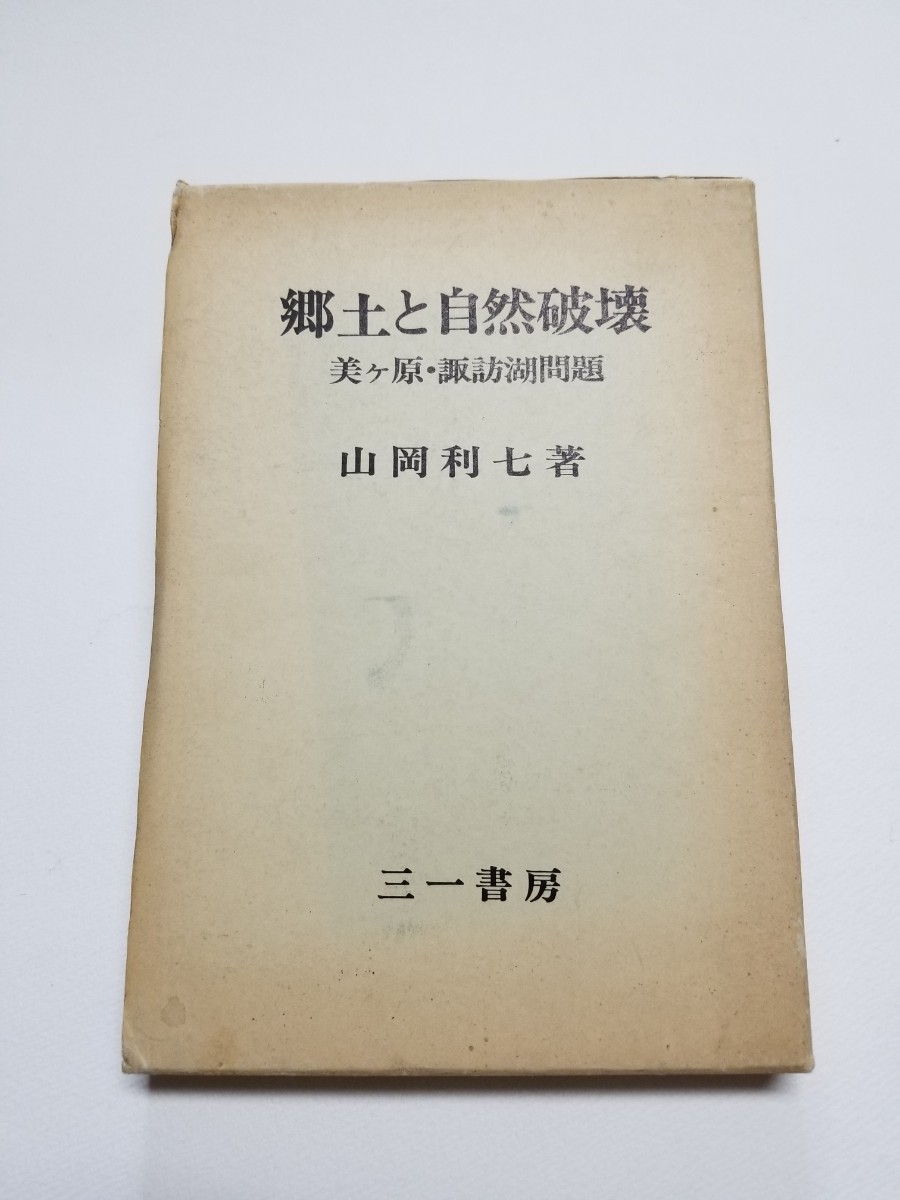 郷土と自然破壊
美ヶ原・諏訪湖問題
山岡利七著
三一書房